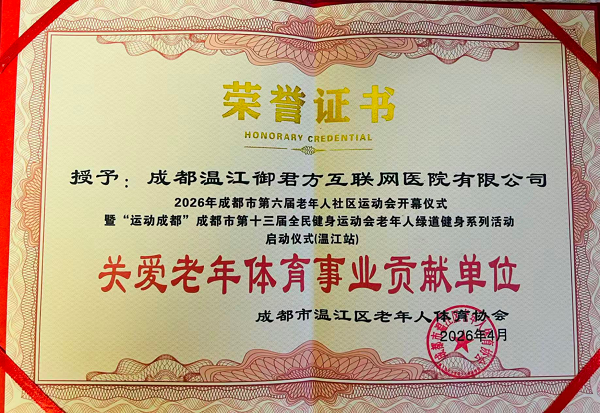 荣誉证书
HONORARY CREDENTIAL
授予：成都温江御君方互联网医院有限公司
2026年成都市第六届老年人社区运动会开幕仪式
暨“运动成都”成都市第十三届全民健身运动会老年人绿道健身系列活动
启动仪式(温江站)
关爱老年体育事业贡献单位
成都市温江区老年人体育协会
2026年4月